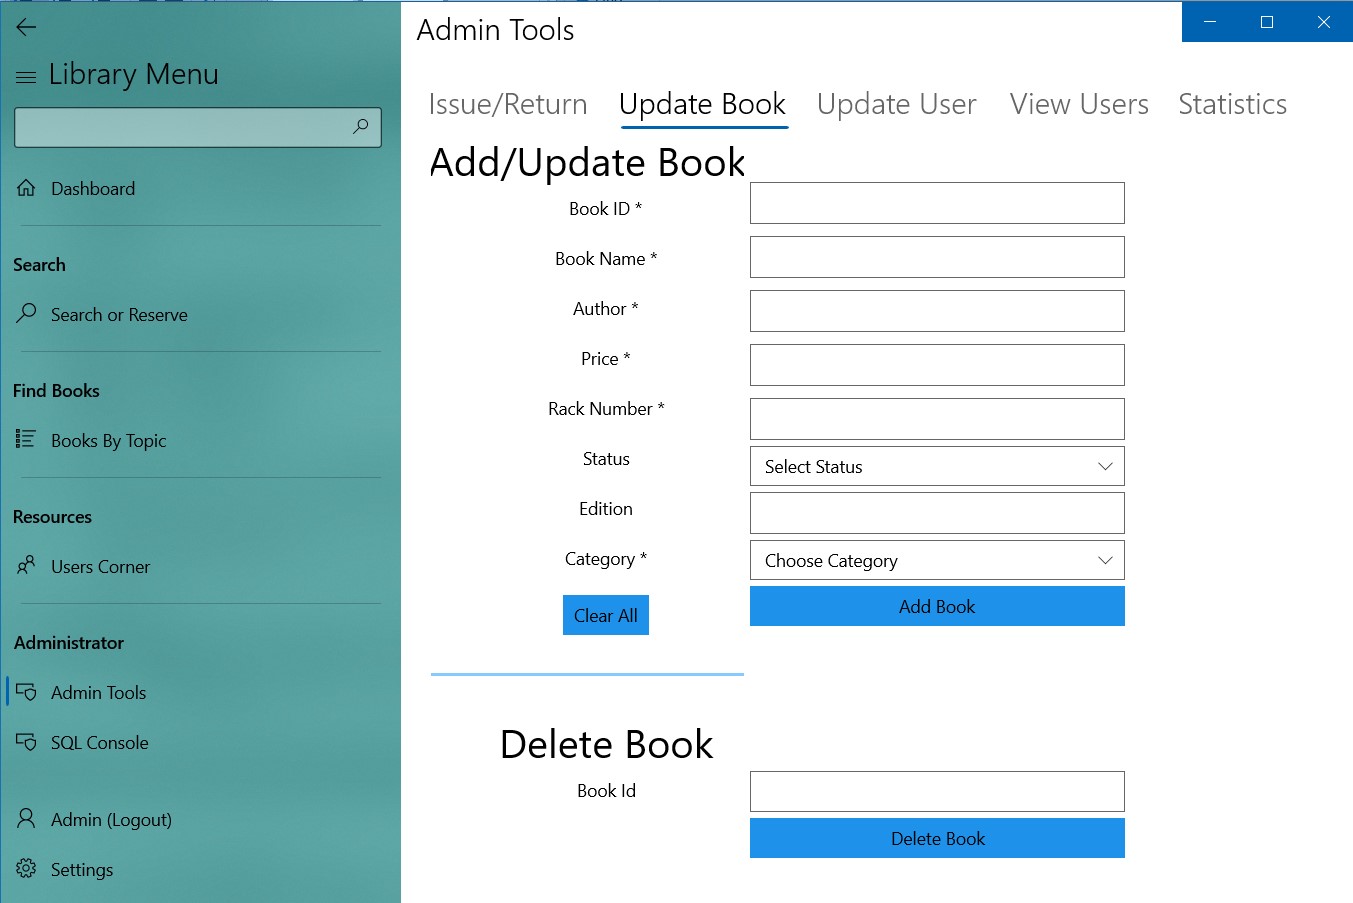 Admin Tools
Library Menu
Issue/Return Update Book Update User View Users Statistics
Dashboard
Search
Search or Reserve
Find Books
Books By Topic
Resources
Users Corner
Administrator
Admin Tools
SQL Console
Admin (Logout)
Settings
Add/Update Book
Book ID *
Book Name *
Author *
Price *
Rack Number *
Status
Select Status
Edition
Category *
Choose Category
Clear All
Add Book
Delete Book
Book Id
Delete Book